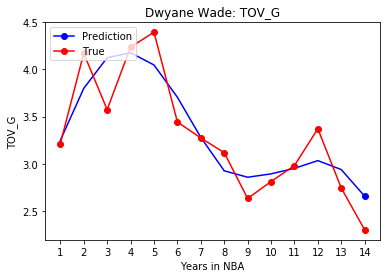 Dwyane Wade: TOV_G
Prediction
True
4.5
4.0
3.5
3.0
2.5
TOV_G
1 2 3 4 5 6 7 8 9 10 11 12 13 14
Years in NBA